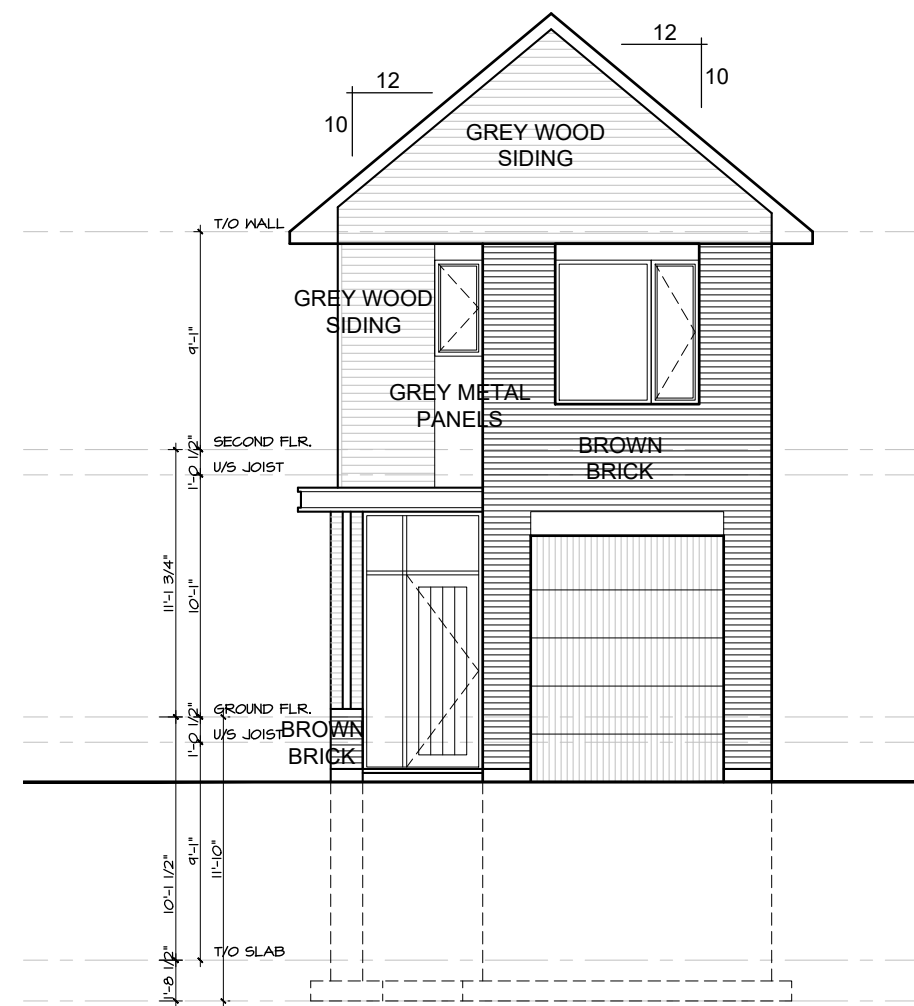 12
10
12
10
GREY WOOD
SIDING
T/O WALL
9'-1"
GREY WOOD
SIDING
GREY METAL
PANELS
SECOND FLR.
1'-0 1/2"
U/S JOIST
BROWN
BRICK
11'-1 3/4"
10'-1"
GROUND FLR.
1'-0 1/2"
U/S JOIST
BROWN
BRICK
9'-1"
11'-10"
10'-1 1/2"
T/O SLAB
1'-8 1/2"